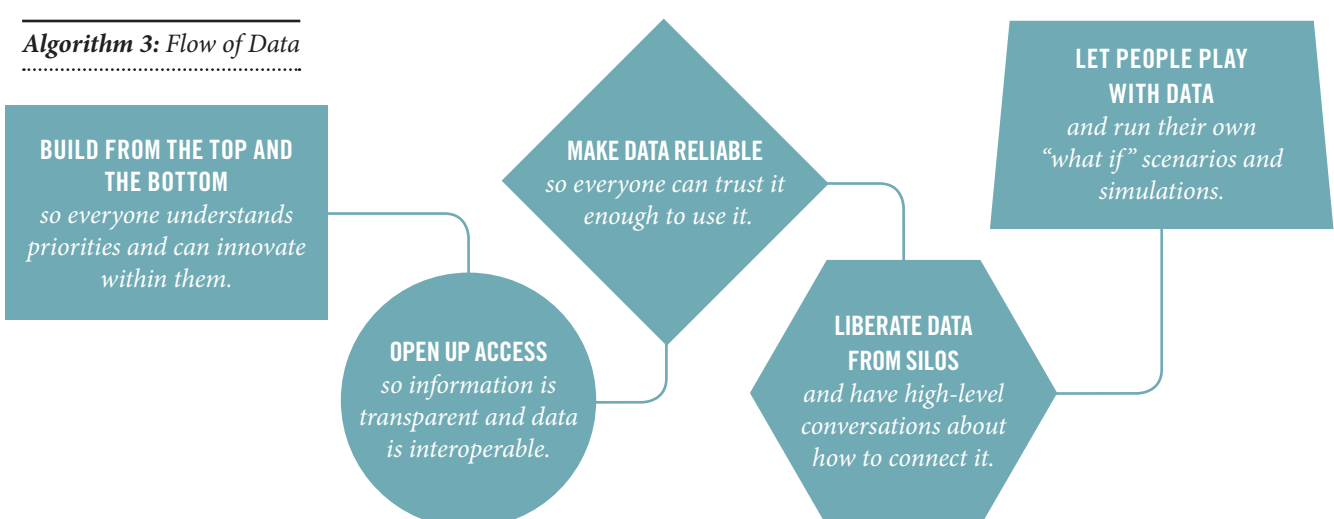 Algorithm 3: Flow of Data
BUILD FROM THE TOP AND
THE BOTTOM
so everyone understands
priorities and can innovate
within them.
OPEN UP ACCESS
so information is
transparent and data
is interoperable.
MAKE DATA RELIABLE
so everyone can trust it
enough to use it.
LIBERATE DATA
FROM SILOS
and have high-level
conversations about
how to connect it.
LET PEOPLE PLAY
WITH DATA
and run their own
“what if” scenarios and
simulations.